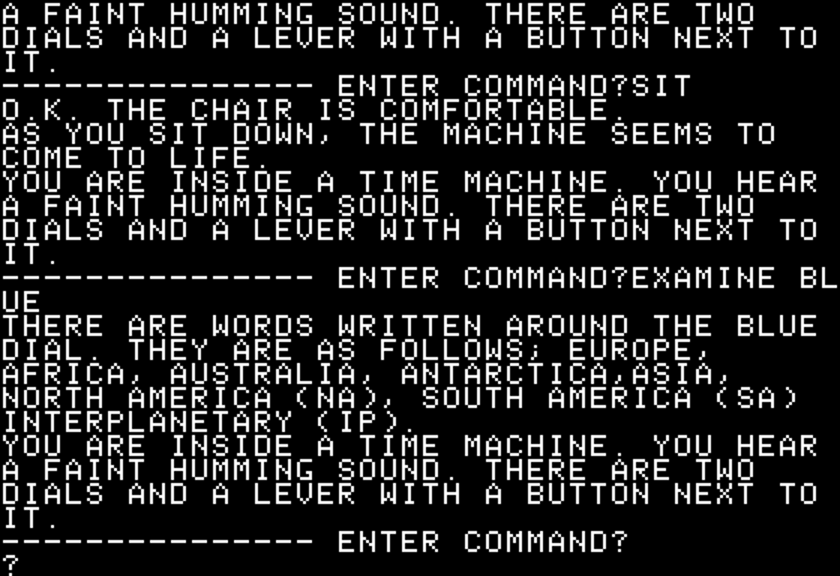 A FAINT HUMMING SOUND. THERE ARE TWO
DIALS AND A LEVER WITH A BUTTON NEXT TO
IT.
--------------- ENTER COMMAND?SIT
O.K. THE CHAIR IS COMFORTABLE.
AS YOU SIT DOWN, THE MACHINE SEEMS TO
COME TO LIFE.
YOU ARE INSIDE A TIME MACHINE. YOU HEAR
A FAINT HUMMING SOUND. THERE ARE TWO
DIALS AND A LEVER WITH A BUTTON NEXT TO
IT.
--------------- ENTER COMMAND?EXAMINE BL
UE
THERE ARE WORDS WRITTEN AROUND THE BLUE
DIAL. THEY ARE AS FOLLOWS; EUROPE,
AFRICA, AUSTRALIA, ANTARCTICA,ASIA,
NORTH AMERICA (NA), SOUTH AMERICA (SA)
INTERPLANETARY (IP).
YOU ARE INSIDE A TIME MACHINE. YOU HEAR
A FAINT HUMMING SOUND. THERE ARE TWO
DIALS AND A LEVER WITH A BUTTON NEXT TO
IT.
--------------- ENTER COMMAND?
?